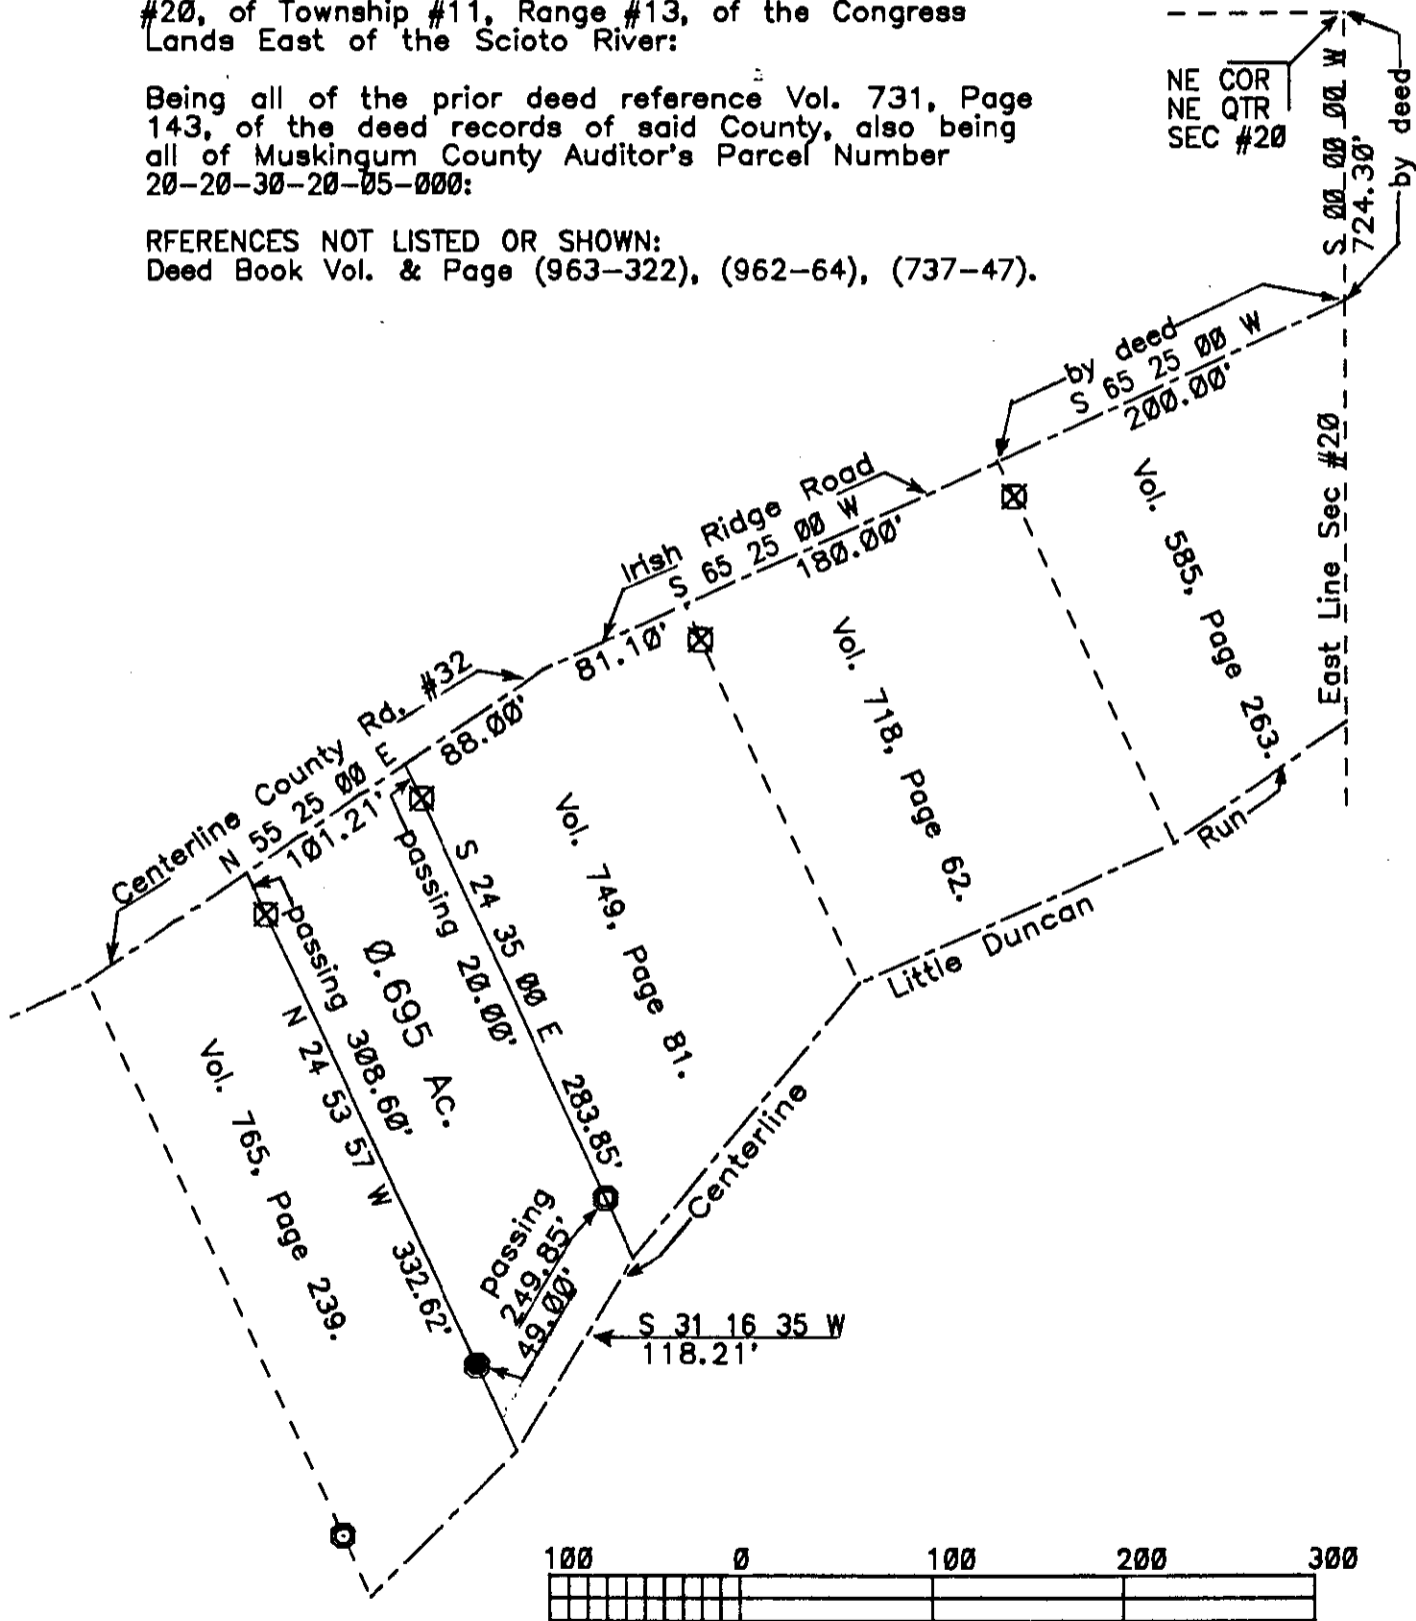 #20, of Township #11, Range #13, of the Congress
Lands East of the Scioto River:
Being all of the prior deed reference Vol. 731, Page
143, of the deed records of said County, also being
all of Muskingum County Auditor's Parcel Number
20-20-30-20-05-000:
RFERENCES NOT LISTED OR SHOWN:
Deed Book Vol. & Page (963-322), (962-64), (737-47).
NE COR
NE QTR
SEC #20
S 00 00 00 W
724.30'
by deed
by deed
S 65 25 00 W
200.00'
East Line Sec #20
Vol. 585, Page 263.
Irish Ridge Road
S 65 25 00 W
180.00'
81.10'
Vol. 718, Page 62.
Centerline County Rd, #32
N 55 25 00 E
101.21'
88.00'
Vol. 749, Page 81.
S 24 35 00 E 283.85'
passing 20.00'
0.695 Ac.
passing 308.60'
N 24 53 57 W 332.62'
Vol. 765, Page 239.
passing
249.85'
49.00'
S 31 16 35 W
118.21'
Centerline
Little Duncan
Run
100 0 100 200 300